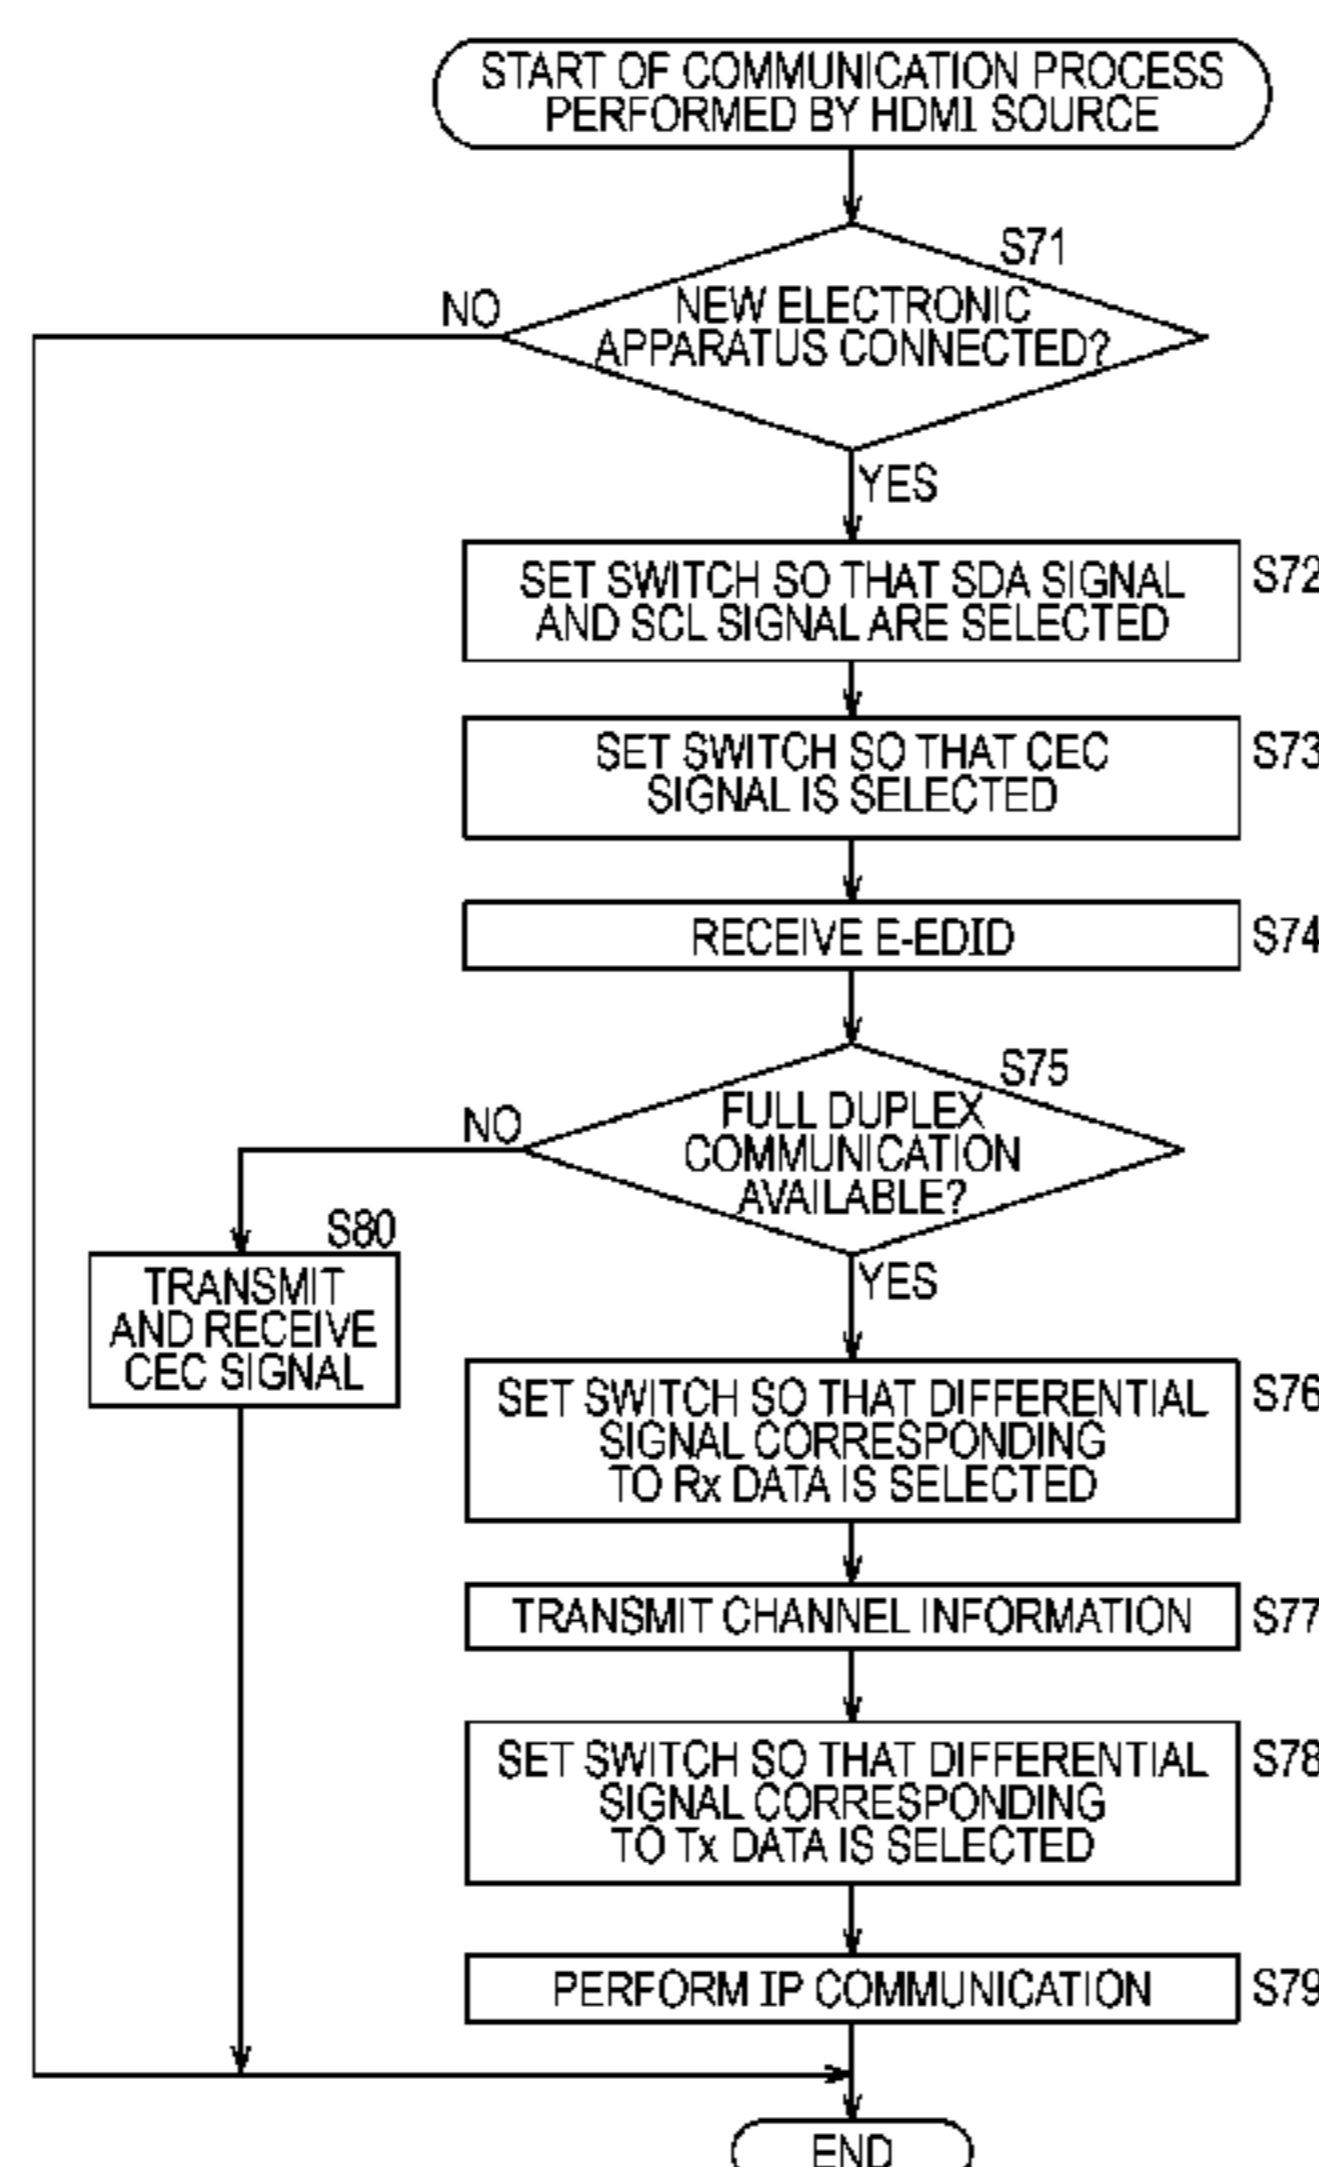 START OF COMMUNICATION PROCESS
PERFORMED BY HDMI SOURCE
S71
NO
NEW ELECTRONIC
APPARATUS CONNECTED?
YES
SET SWITCH SO THAT SDA SIGNAL
AND SCL SIGNAL ARE SELECTED
S72
SET SWITCH SO THAT CEC
SIGNAL IS SELECTED
S73
RECEIVE E-EDID
S74
S75
NO
FULL DUPLEX
COMMUNICATION
AVAILABLE?
YES
S80
TRANSMIT
AND RECEIVE
CEC SIGNAL
SET SWITCH SO THAT DIFFERENTIAL
SIGNAL CORRESPONDING
TO Rx DATA IS SELECTED
S76
TRANSMIT CHANNEL INFORMATION
S77
SET SWITCH SO THAT DIFFERENTIAL
SIGNAL CORRESPONDING
TO Tx DATA IS SELECTED
S78
PERFORM IP COMMUNICATION
S79
END